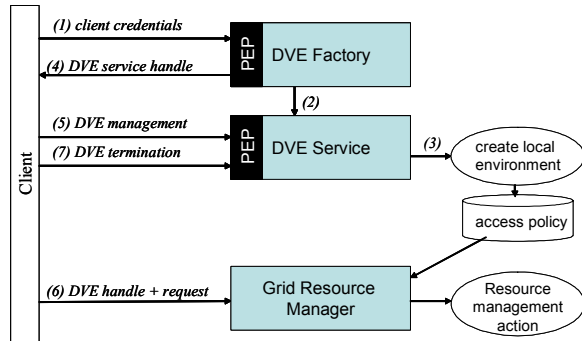 (1) client credentials
PEP
DVE Factory
(4) DVE service handle
(2)
(5) DVE management
PEP
DVE Service
(3)
create local
environment
(7) DVE termination
Client
access policy
(6) DVE handle + request
Grid Resource
Manager
Resource
management
action